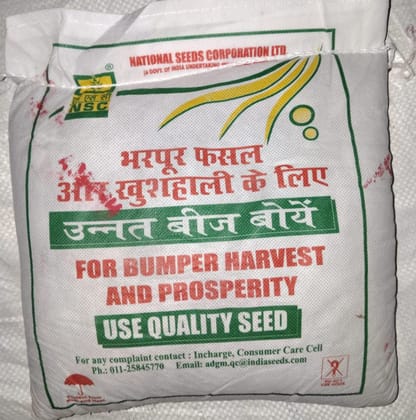 NATIONAL SEEDS CORPORATION LTD
(A GOVT. OF INDIA UNDERTAKING
®
NSC
भरपूर फसल
और खुशहाली के लिए
उन्नत बीज बोयें
FOR BUMPER HARVEST
AND PROSPERITY
USE QUALITY SEED
For any complaint contact : Incharge, Consumer Care Cell
Ph.: 011-25845770 Email: adgm.qc@indiaseeds.com